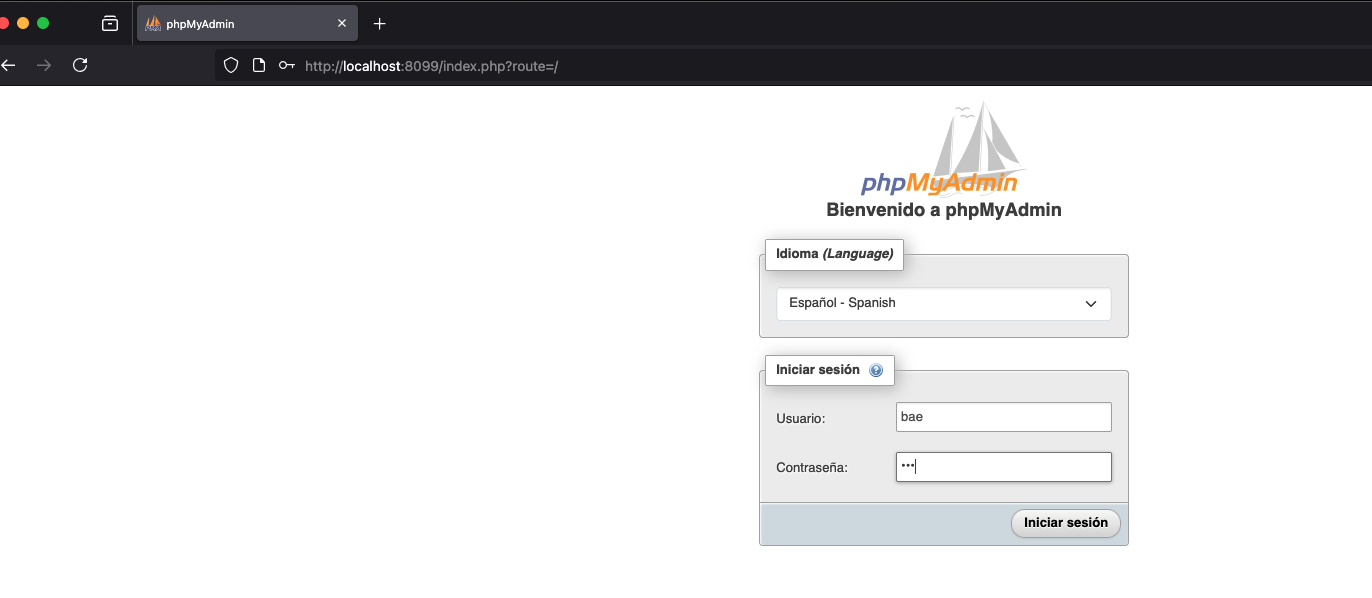 phpMyAdmin
http://localhost:8099/index.php?route=/
phpMyAdmin
Bienvenido a phpMyAdmin
Idioma (Language)
Español - Spanish
Iniciar sesión
Usuario: bae
Contraseña: •••
Iniciar sesión